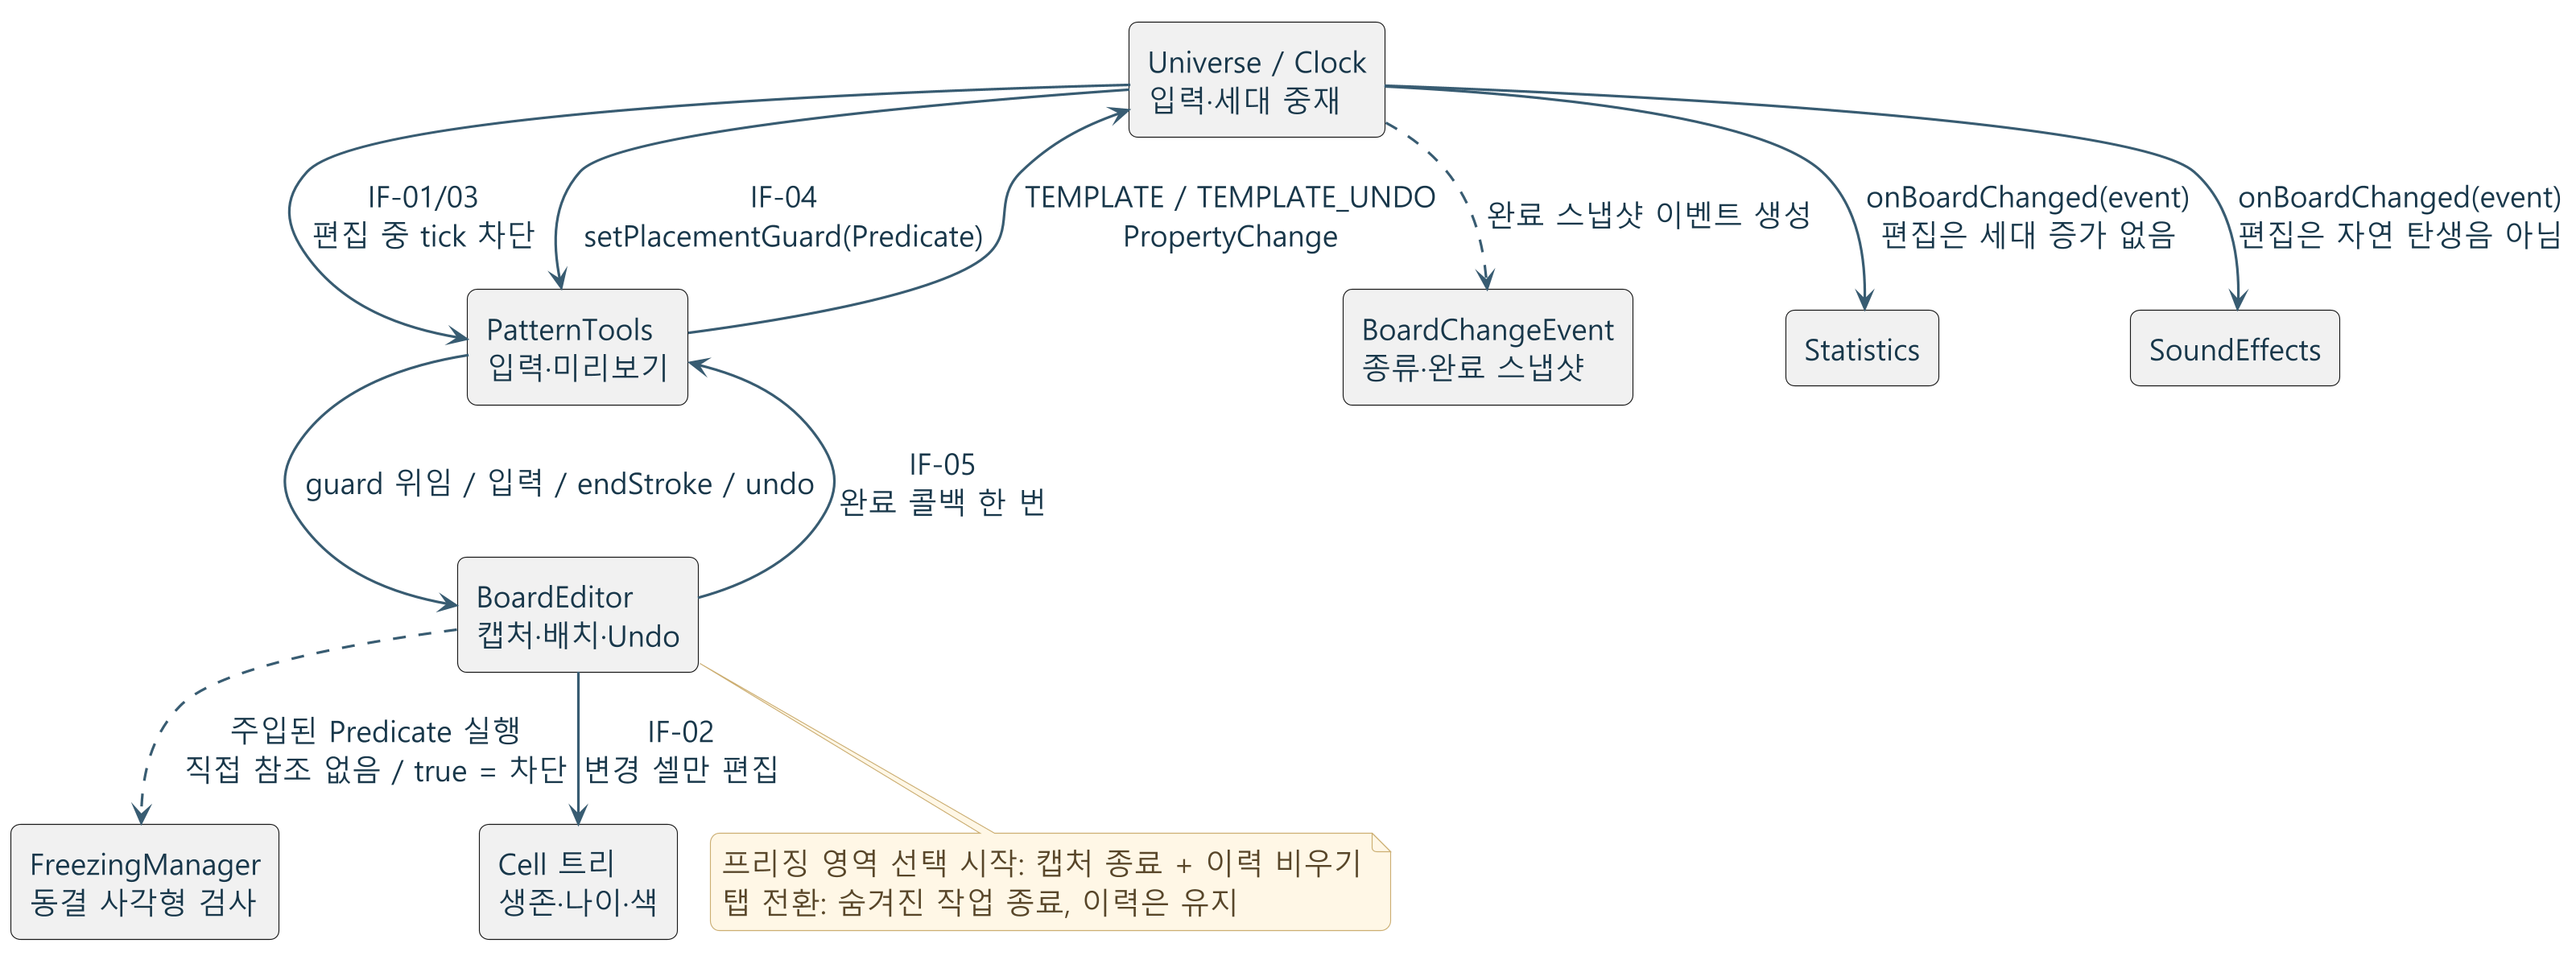 Universe / Clock
입력·세대 중재
IF-01/03
편집 중 tick 차단
IF-04
setPlacementGuard(Predicate)
TEMPLATE / TEMPLATE_UNDO
PropertyChange
완료 스냅샷 이벤트 생성
onBoardChanged(event)
편집은 세대 증가 없음
onBoardChanged(event)
편집은 자연 탄생음 아님
PatternTools
입력·미리보기
BoardChangeEvent
종류·완료 스냅샷
Statistics
SoundEffects
guard 위임 / 입력 / endStroke / undo
IF-05
완료 콜백 한 번
BoardEditor
캡처·배치·Undo
주입된 Predicate 실행
직접 참조 없음 / true = 차단
IF-02
변경 셀만 편집
FreezingManager
동결 사각형 검사
Cell 트리
생존·나이·색
프리징 영역 선택 시작: 캡처 종료 + 이력 비우기
탭 전환: 숨겨진 작업 종료, 이력은 유지